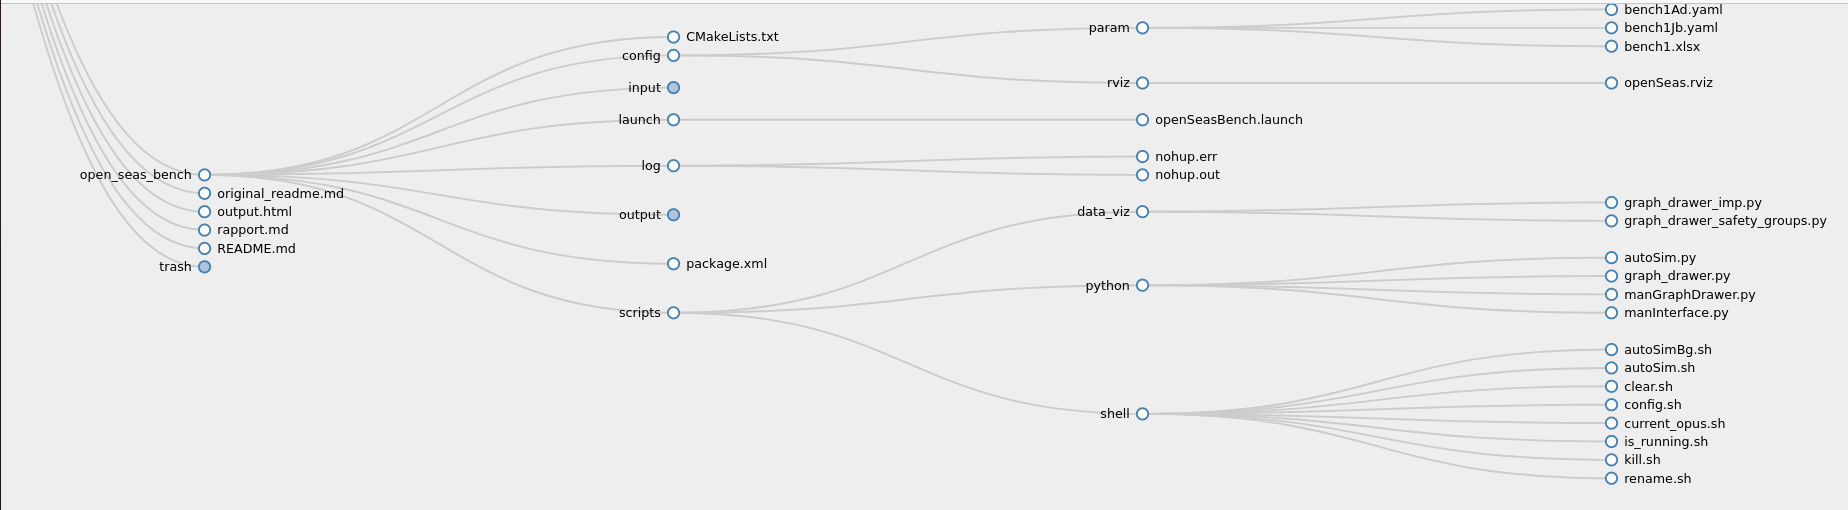 open_seas_bench
original_readme.md
output.html
rapport.md
README.md
trash
CMakeLists.txt
config
input
launch
log
output
package.xml
scripts
param
rviz
openSeasBench.launch
nohup.err
nohup.out
data_viz
python
shell
bench1Ad.yaml
bench1Jb.yaml
bench1.xlsx
openSeas.rviz
graph_drawer_imp.py
graph_drawer_safety_groups.py
autoSim.py
graph_drawer.py
manGraphDrawer.py
manInterface.py
autoSimBg.sh
autoSim.sh
clear.sh
config.sh
current_opus.sh
is_running.sh
kill.sh
rename.sh